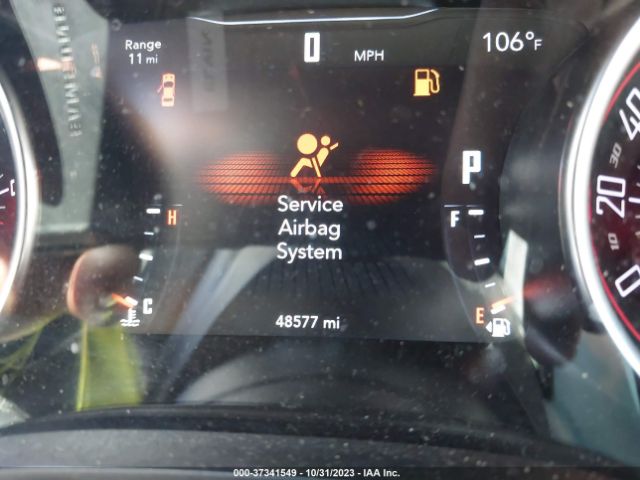 Range
11 mi
0
MPH
106°F
P
Service
Airbag
System
H
C
F
E
48577 mi
C
40
30
20
10
0
000-37341549 - 10/31/2023 - IAA Inc.